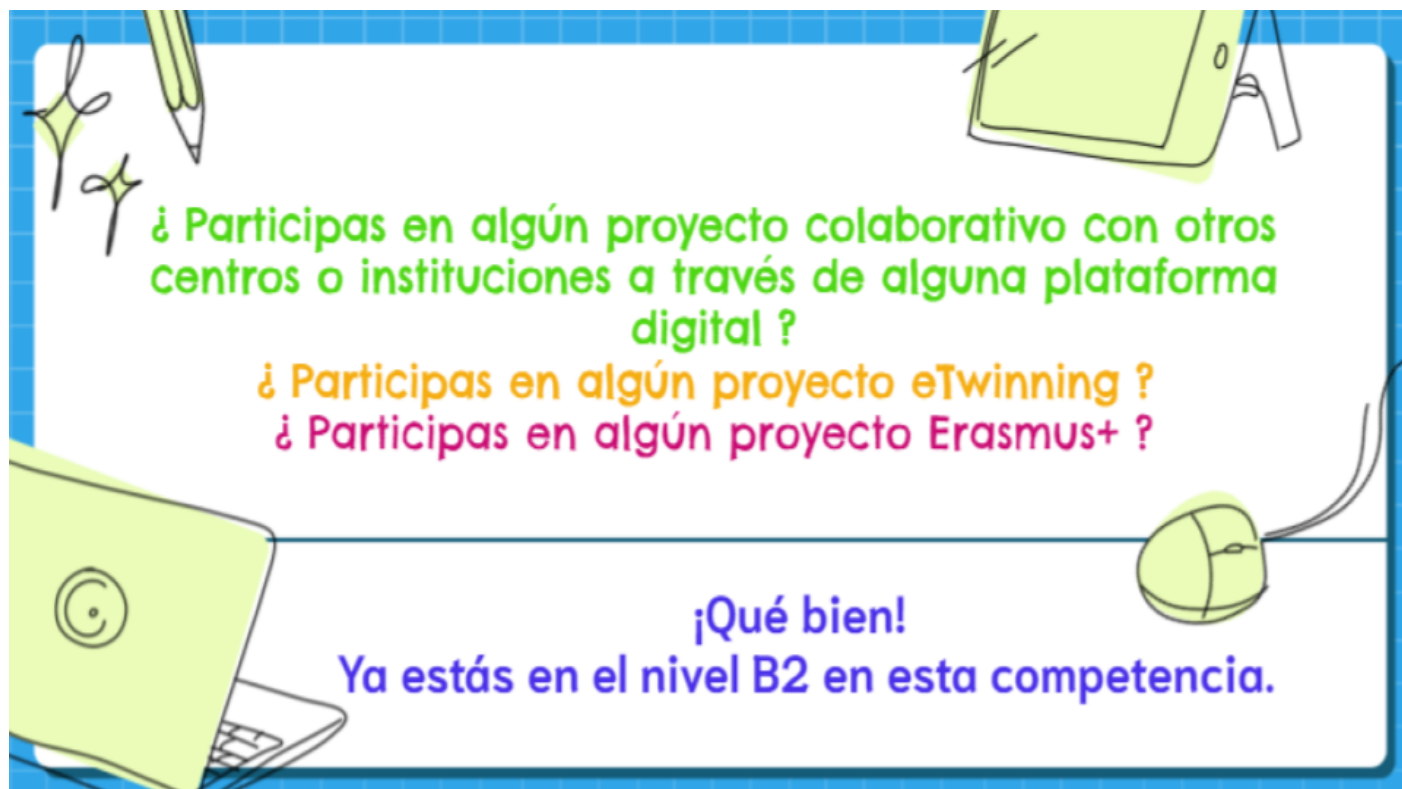 ¿ Participas en algún proyecto colaborativo con otros
centros o instituciones a través de alguna plataforma
digital ?
¿ Participas en algún proyecto eTwinning ?
¿ Participas en algún proyecto Erasmus+ ?
¡Qué bien!
Ya estás en el nivel B2 en esta competencia.